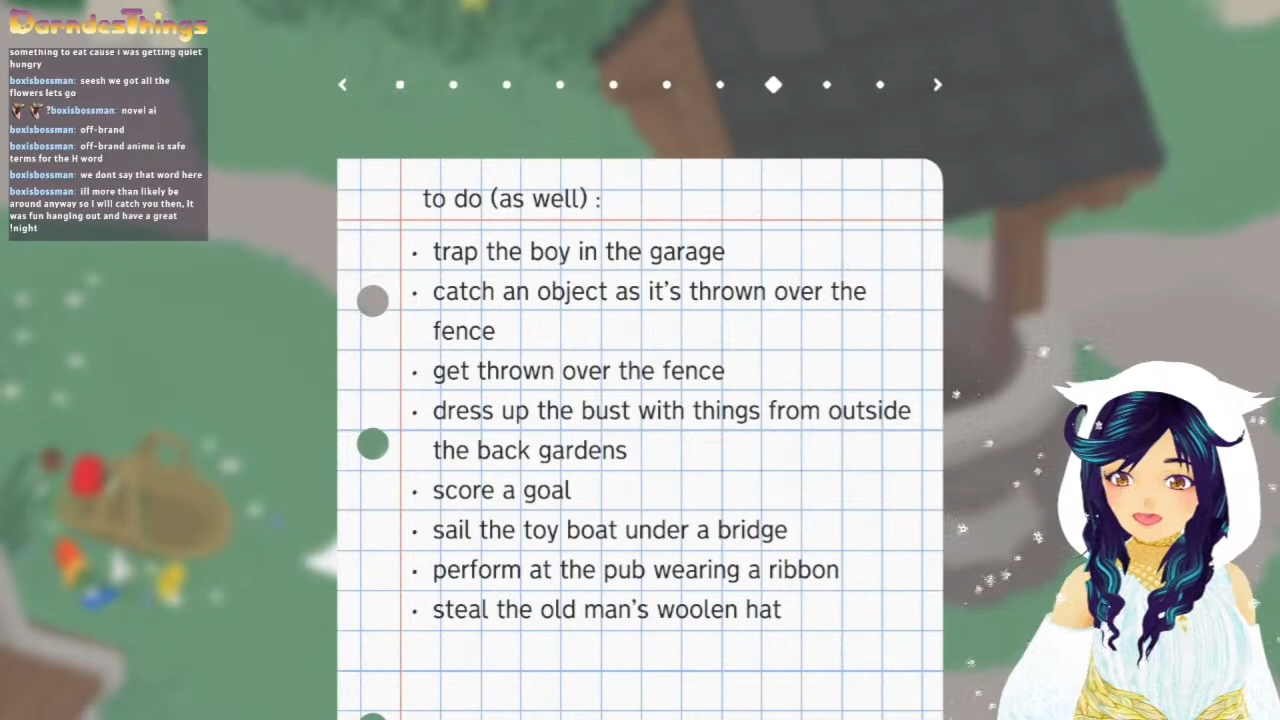 DarndesThings
something to eat cause i was getting quiet
hungry
boxisbossman: seesh we got all the
flowers lets go
?boxisbossman: novel ai
boxisbossman: off-brand
boxisbossman: off-brand anime is safe
terms for the H word
boxisbossman: we dont say that word here
boxisbossman: ill more than likely be
around anyway so I will catch you then, It
was fun hanging out and have a great
!night
to do (as well) :
• trap the boy in the garage
• catch an object as it's thrown over the
fence
• get thrown over the fence
• dress up the bust with things from outside
the back gardens
• score a goal
• sail the toy boat under a bridge
• perform at the pub wearing a ribbon
• steal the old man's woolen hat